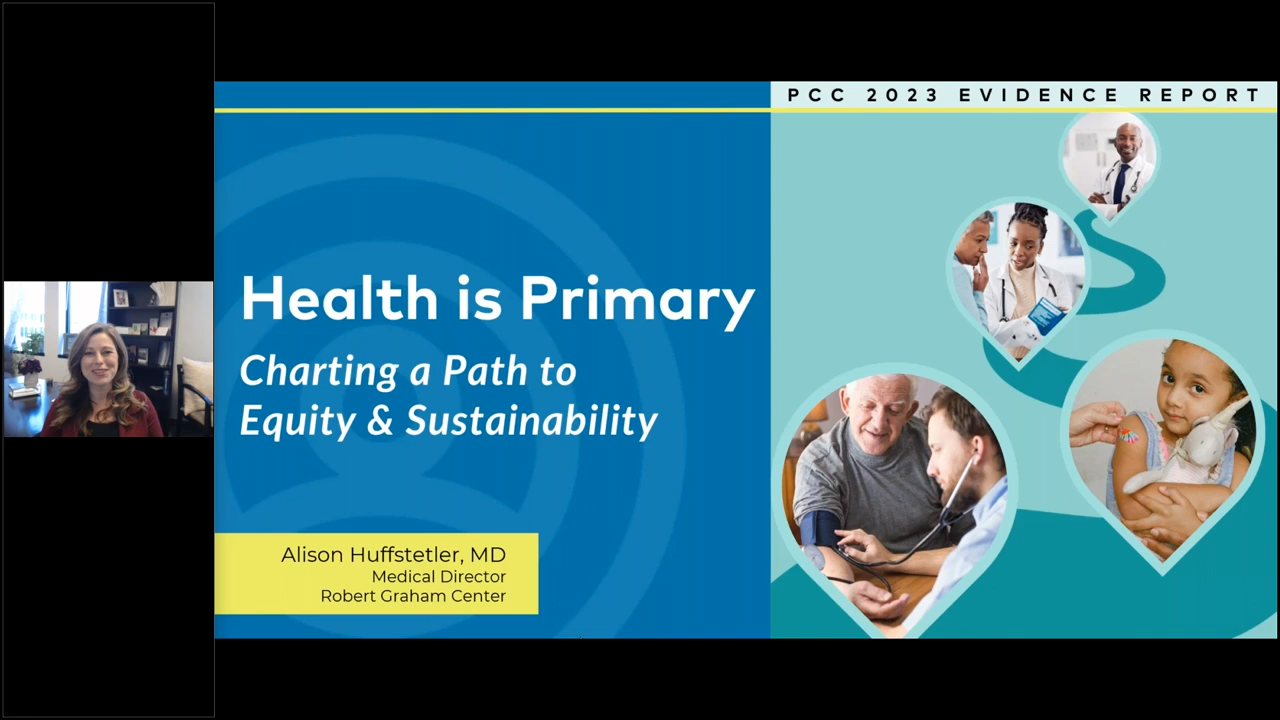 PCC 2023 EVIDENCE REPORT
Health is Primary
Charting a Path to
Equity & Sustainability
Alison Huffstetler, MD
Medical Director
Robert Graham Center